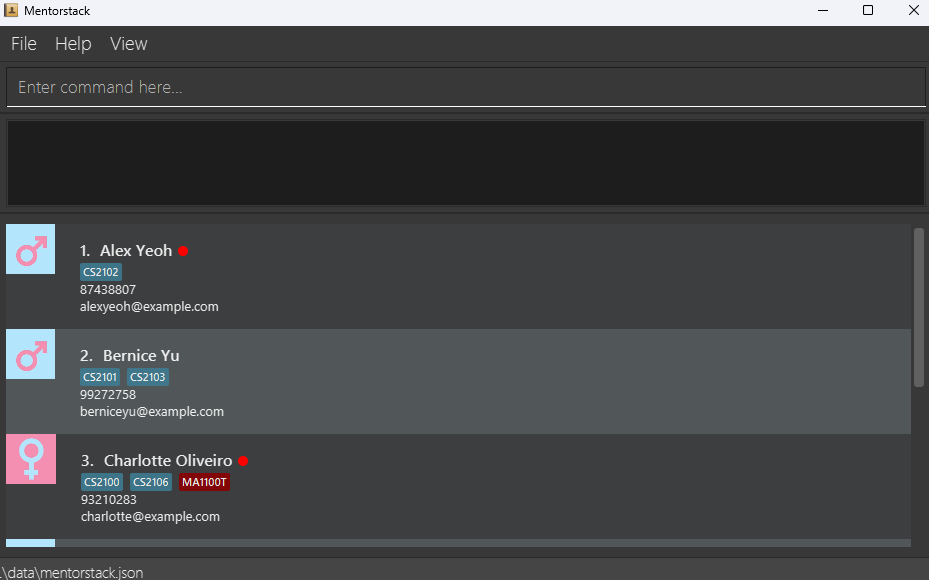 Mentorstack
File Help View
Enter command here...
1. Alex Yeoh
CS2102
87438807
alexyeoh@example.com
2. Bernice Yu
CS2101 CS2103
99272758
berniceyu@example.com
3. Charlotte Oliveiro
CS2100 CS2106 MA1100T
93210283
charlotte@example.com
.\data\mentorstack.json